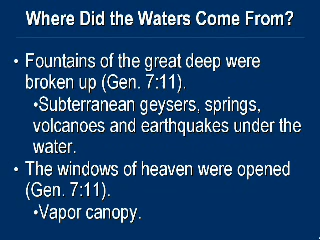 Where Did the Waters Come From?
• Fountains of the great deep were
broken up (Gen. 7:11).
•Subterranean geysers, springs,
volcanoes and earthquakes under the
water.
• The windows of heaven were opened
(Gen. 7:11).
•Vapor canopy.